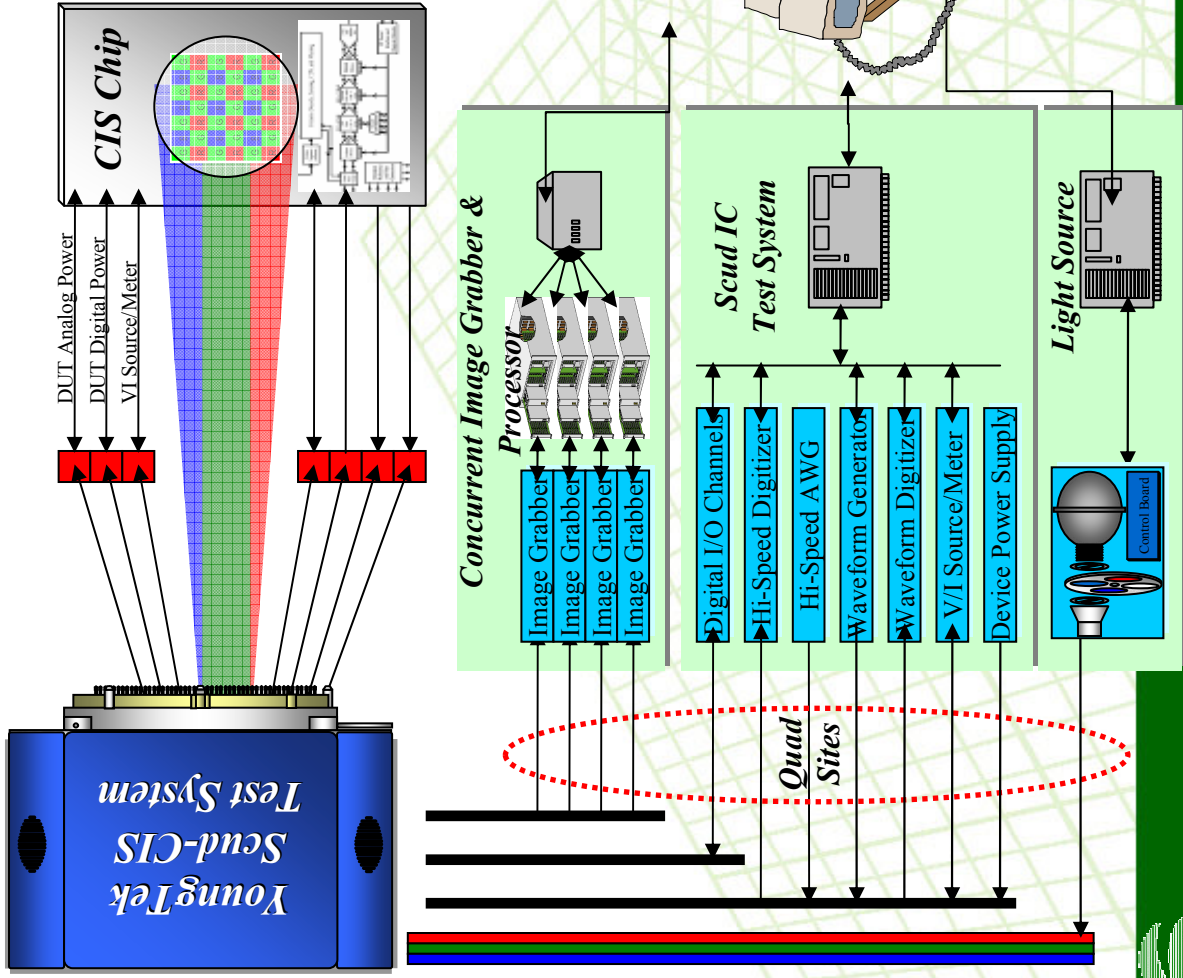 CIS Chip
DUT Analog Power
DUT Digital Power
VI Source/Meter
YoungTek
Scud-CIS
Test System
Concurrent Image Grabber &
Processor
Image Grabber
Image Grabber
Image Grabber
Image Grabber
Scud IC
Test System
Digital I/O Channels
Hi-Speed Digitizer
Hi-Speed AWG
Waveform Generator
Waveform Digitizer
V/I Source/Meter
Device Power Supply
Light Source
Control Board
Quad
Sites